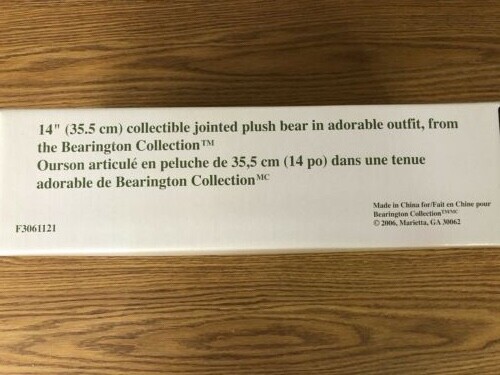 14" (35.5 cm) collectible jointed plush bear in adorable outfit, from
the Bearington Collection™
Ourson articulé en peluche de 35,5 cm (14 po) dans une tenue
adorable de Bearington Collection MC
Made in China for/Fait en Chine pour
Bearington Collection TM/MC
© 2006, Marietta, GA 30062
F3061121